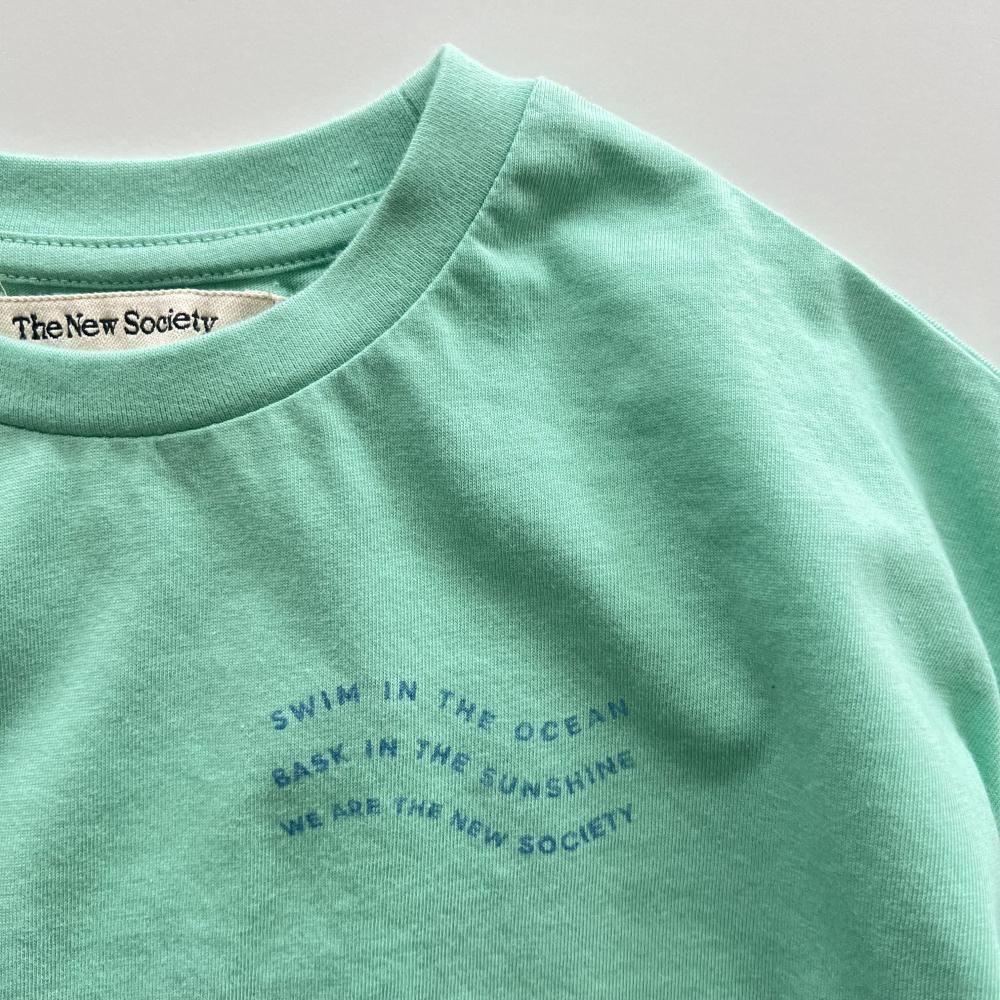 The New Society
SWIM IN THE OCEAN
BASK IN THE SUNSHINE
WE ARE THE NEW SOCIETY